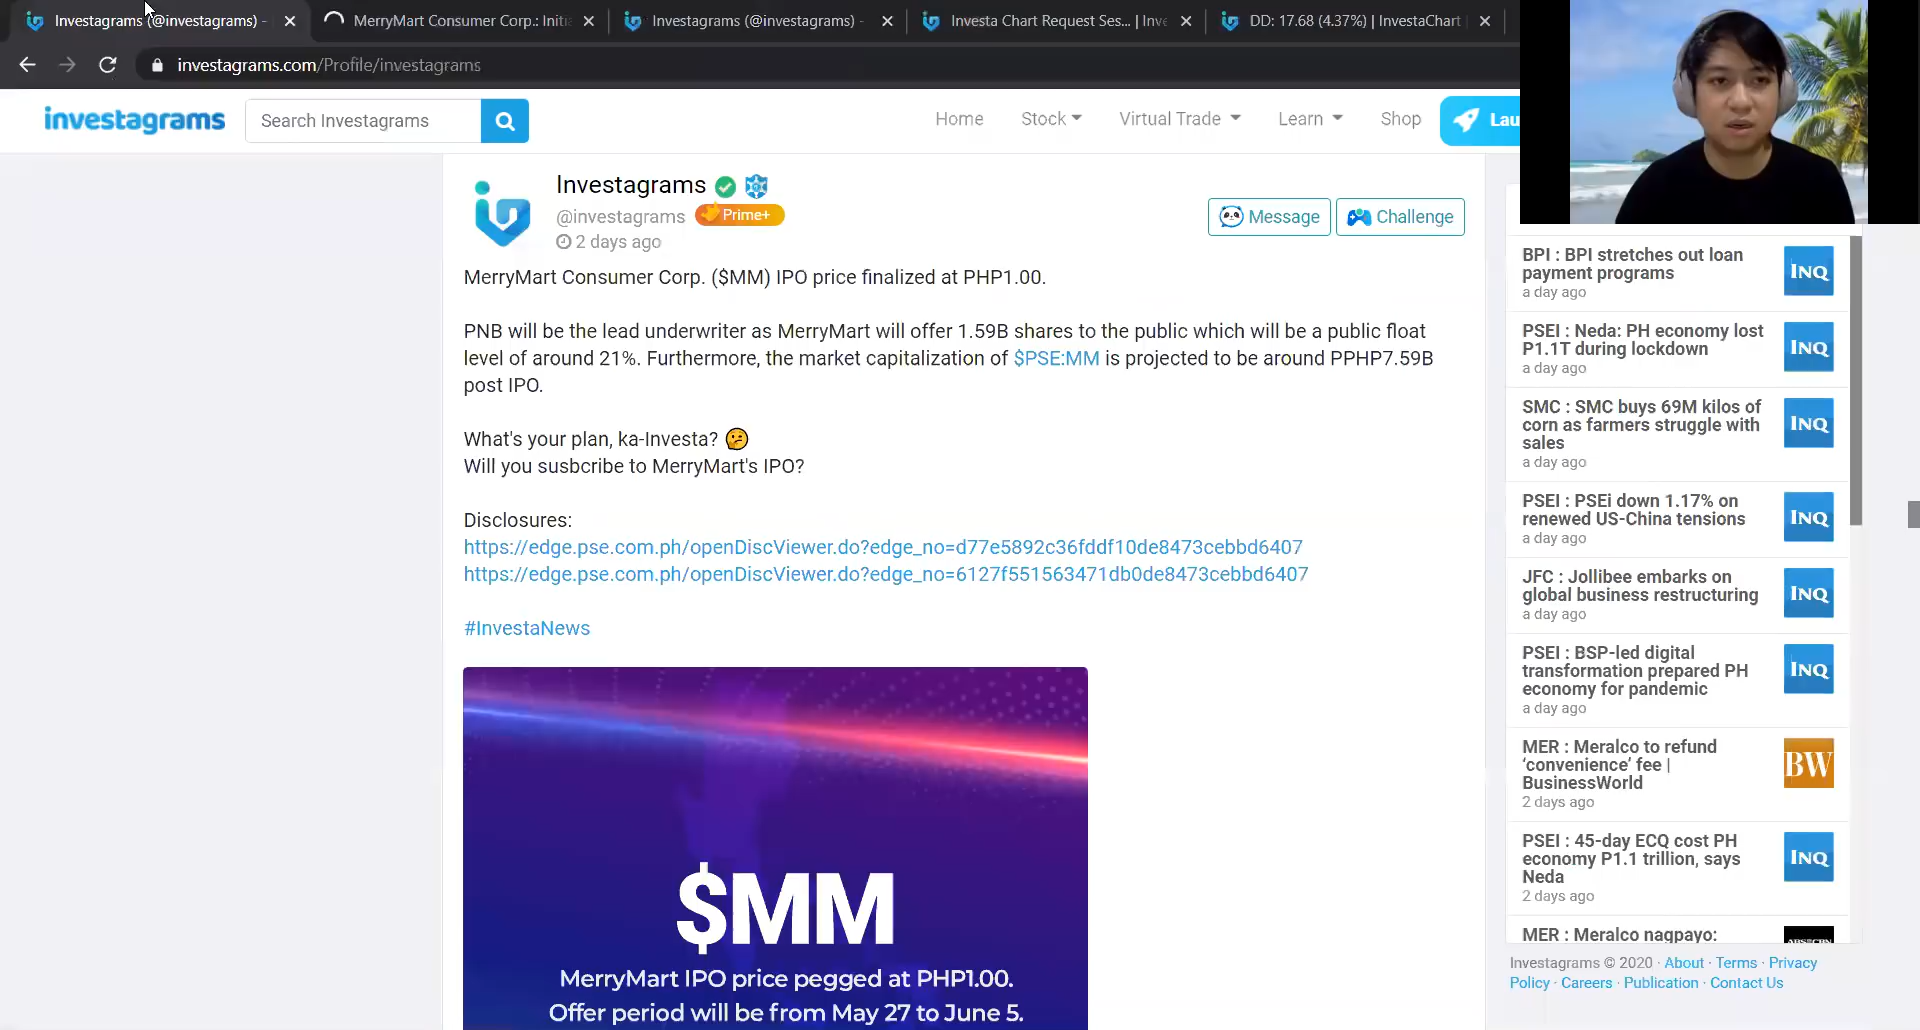 Investagrams (@investagrams) -
MerryMart Consumer Corp.: Initi
Investagrams (@investagrams) -
Investa Chart Request Ses... | Inve
DD: 17.68 (4.37%) | InvestaChart
investagrams.com/Profile/investagrams
investagrams
Search Investagrams
Home
Stock
Virtual Trade
Learn
Shop
Lau
Investagrams
@investagrams
Prime+
2 days ago
Message
Challenge
MerryMart Consumer Corp. ($MM) IPO price finalized at PHP1.00.
PNB will be the lead underwriter as MerryMart will offer 1.59B shares to the public which will be a public float
level of around 21%. Furthermore, the market capitalization of $PSE:MM is projected to be around PPHP7.59B
post IPO.
What's your plan, ka-Investa? 🤔
Will you susbcribe to MerryMart's IPO?
Disclosures:
https://edge.pse.com.ph/openDiscViewer.do?edge_no=d77e5892c36fddf10de8473cebbd6407
https://edge.pse.com.ph/openDiscViewer.do?edge_no=6127f551563471db0de8473cebbd6407
#InvestaNews
$MM
MerryMart IPO price pegged at PHP1.00.
Offer period will be from May 27 to June 5.
BPI : BPI stretches out loan
payment programs
a day ago
INQ
PSEI : Neda: PH economy lost
P1.1T during lockdown
a day ago
INQ
SMC : SMC buys 69M kilos of
corn as farmers struggle with
sales
a day ago
INQ
PSEI : PSEi down 1.17% on
renewed US-China tensions
a day ago
INQ
JFC : Jollibee embarks on
global business restructuring
a day ago
INQ
PSEI : BSP-led digital
transformation prepared PH
economy for pandemic
a day ago
INQ
MER : Meralco to refund
‘convenience’ fee |
BusinessWorld
2 days ago
BW
PSEI : 45-day ECQ cost PH
economy P1.1 trillion, says
Neda
2 days ago
INQ
MER : Meralco nagpayo:
Investagrams © 2020 · About · Terms · Privacy
Policy · Careers · Publication · Contact Us